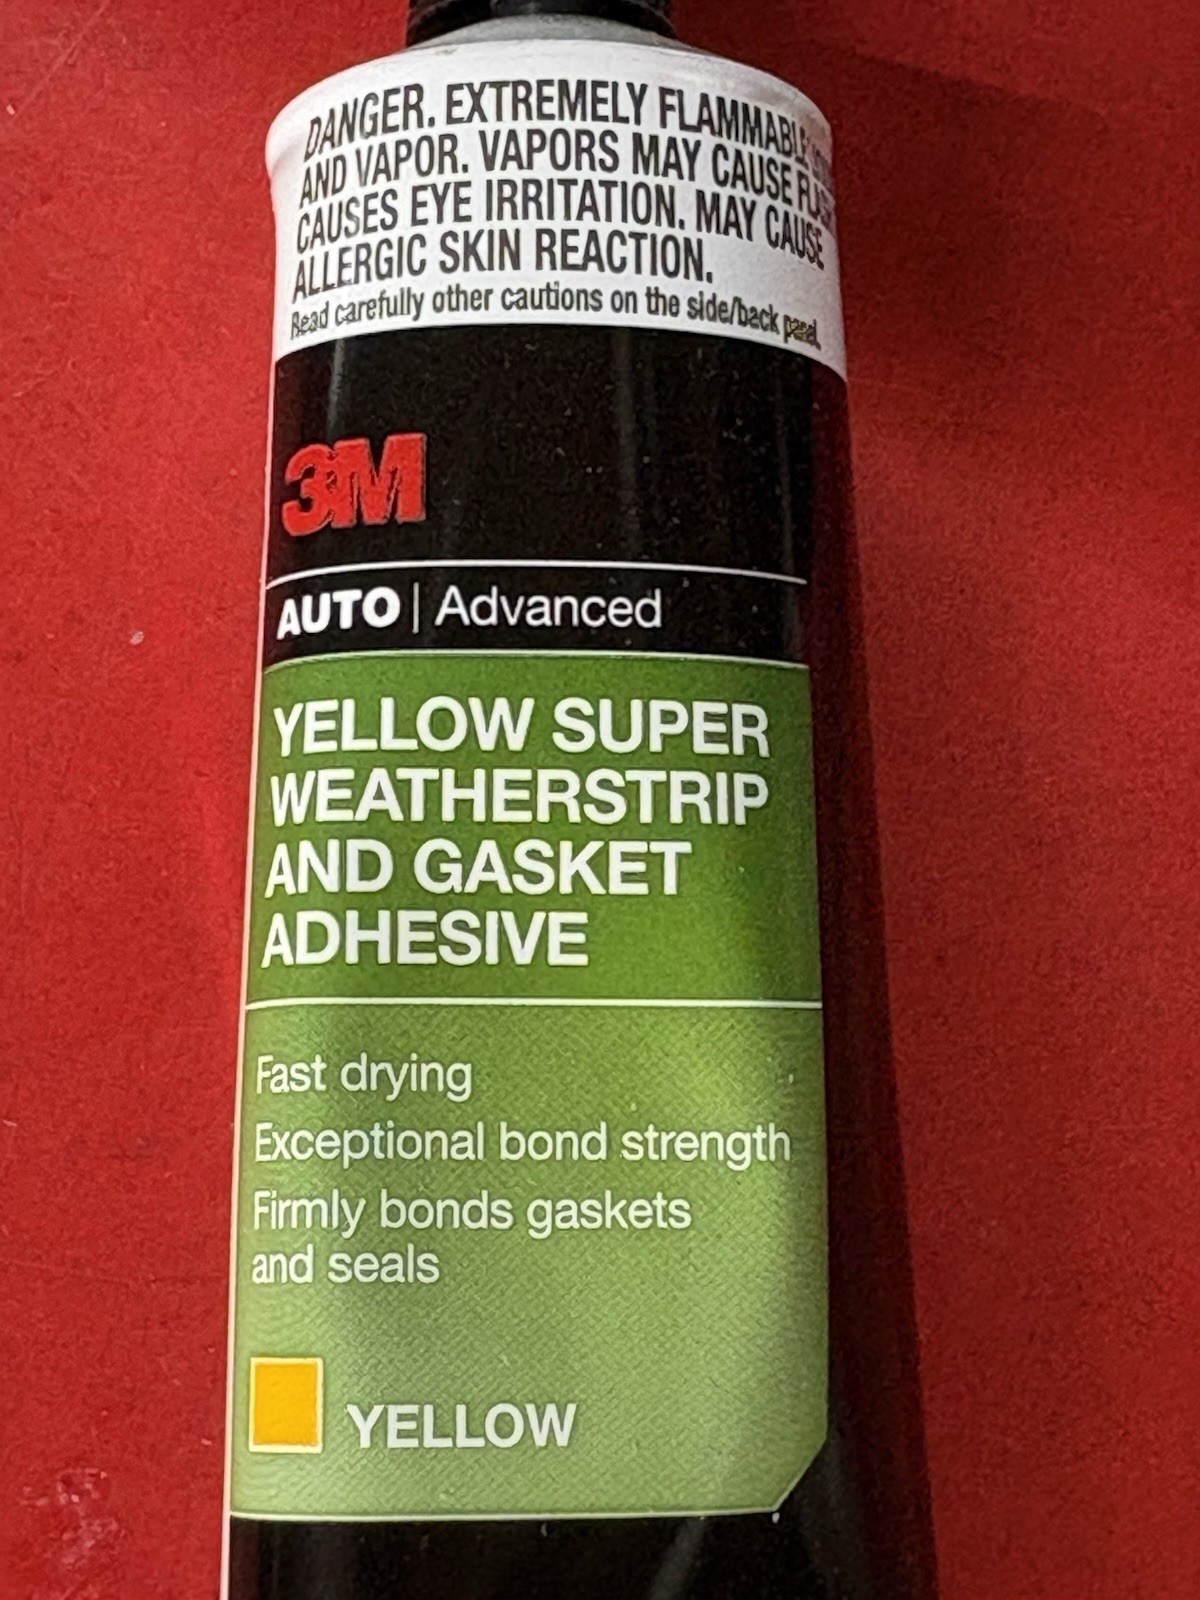 DANGER. EXTREMELY FLAMMABLE
AND VAPOR. VAPORS MAY CAUSE FLASH
CAUSES EYE IRRITATION. MAY CAUSE
ALLERGIC SKIN REACTION.
Read carefully other cautions on the side/back panel.
3M
AUTO | Advanced
YELLOW SUPER
WEATHERSTRIP
AND GASKET
ADHESIVE
Fast drying
Exceptional bond strength
Firmly bonds gaskets
and seals
YELLOW